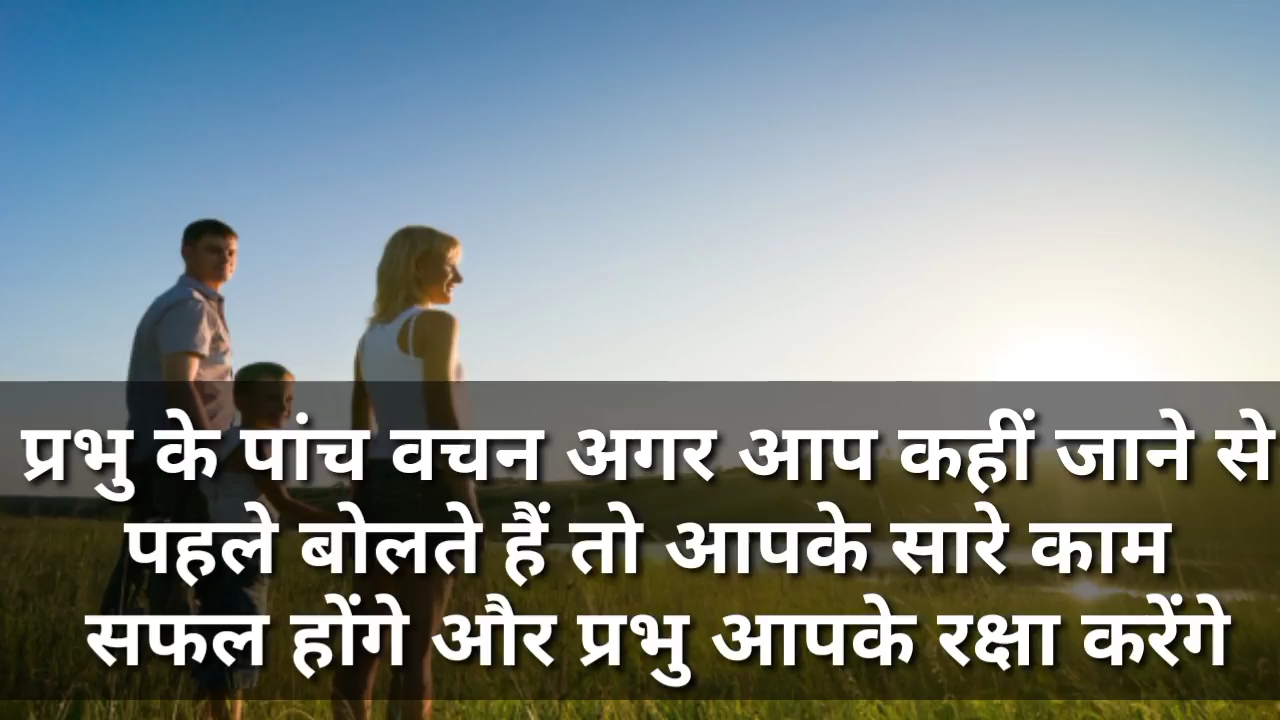 प्रभु के पांच वचन अगर आप कहीं जाने से
पहले बोलते हैं तो आपके सारे काम
सफल होंगे और प्रभु आपके रक्षा करेंगे